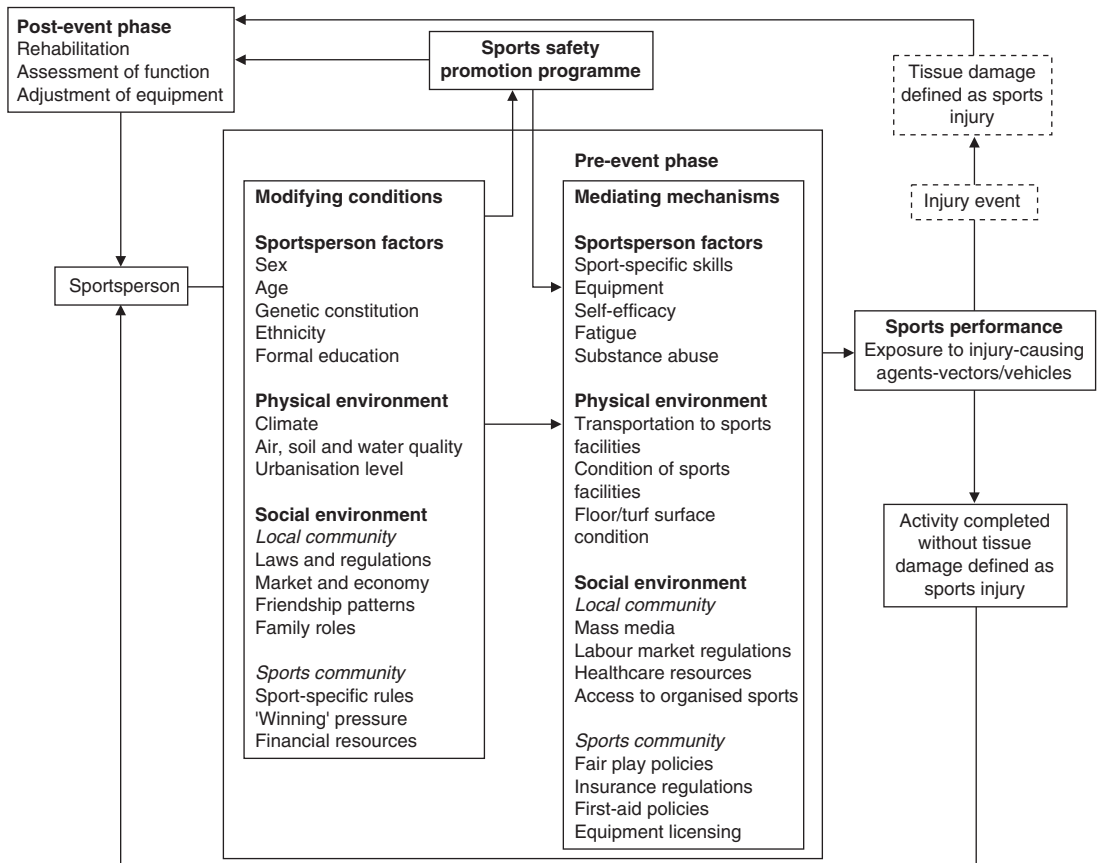 Post-event phase
Rehabilitation
Assessment of function
Adjustment of equipment
Sports safety
promotion programme
Tissue damage
defined as sports
injury
Injury event
Sportsperson
Pre-event phase
Modifying conditions
Sportsperson factors
Sex
Age
Genetic constitution
Ethnicity
Formal education
Physical environment
Climate
Air, soil and water quality
Urbanisation level
Social environment
Local community
Laws and regulations
Market and economy
Friendship patterns
Family roles
Sports community
Sport-specific rules
'Winning' pressure
Financial resources
Mediating mechanisms
Sportsperson factors
Sport-specific skills
Equipment
Self-efficacy
Fatigue
Substance abuse
Physical environment
Transportation to sports
facilities
Condition of sports
facilities
Floor/turf surface
condition
Social environment
Local community
Mass media
Labour market regulations
Healthcare resources
Access to organised sports
Sports community
Fair play policies
Insurance regulations
First-aid policies
Equipment licensing
Sports performance
Exposure to injury-causing
agents-vectors/vehicles
Activity completed
without tissue
damage defined as
sports injury